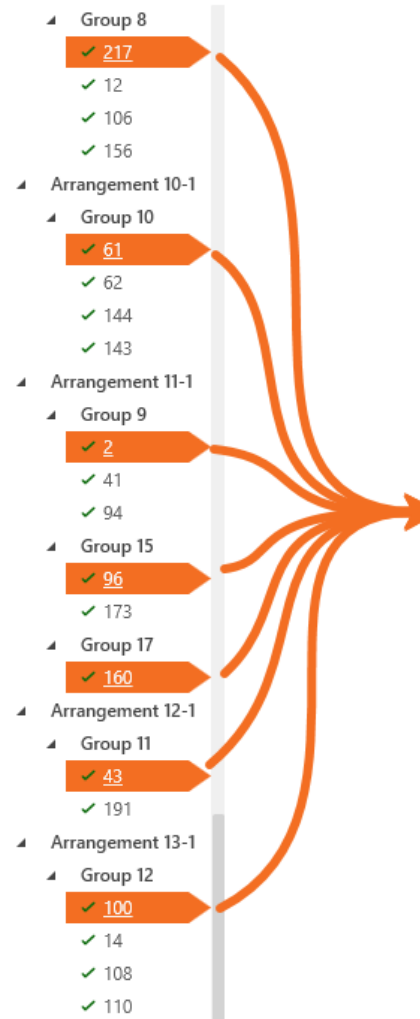 Group 8
217
12
106
156
Arrangement 10-1
Group 10
61
62
144
143
Arrangement 11-1
Group 9
2
41
94
Group 15
96
173
Group 17
160
Arrangement 12-1
Group 11
43
191
Arrangement 13-1
Group 12
100
14
108
110